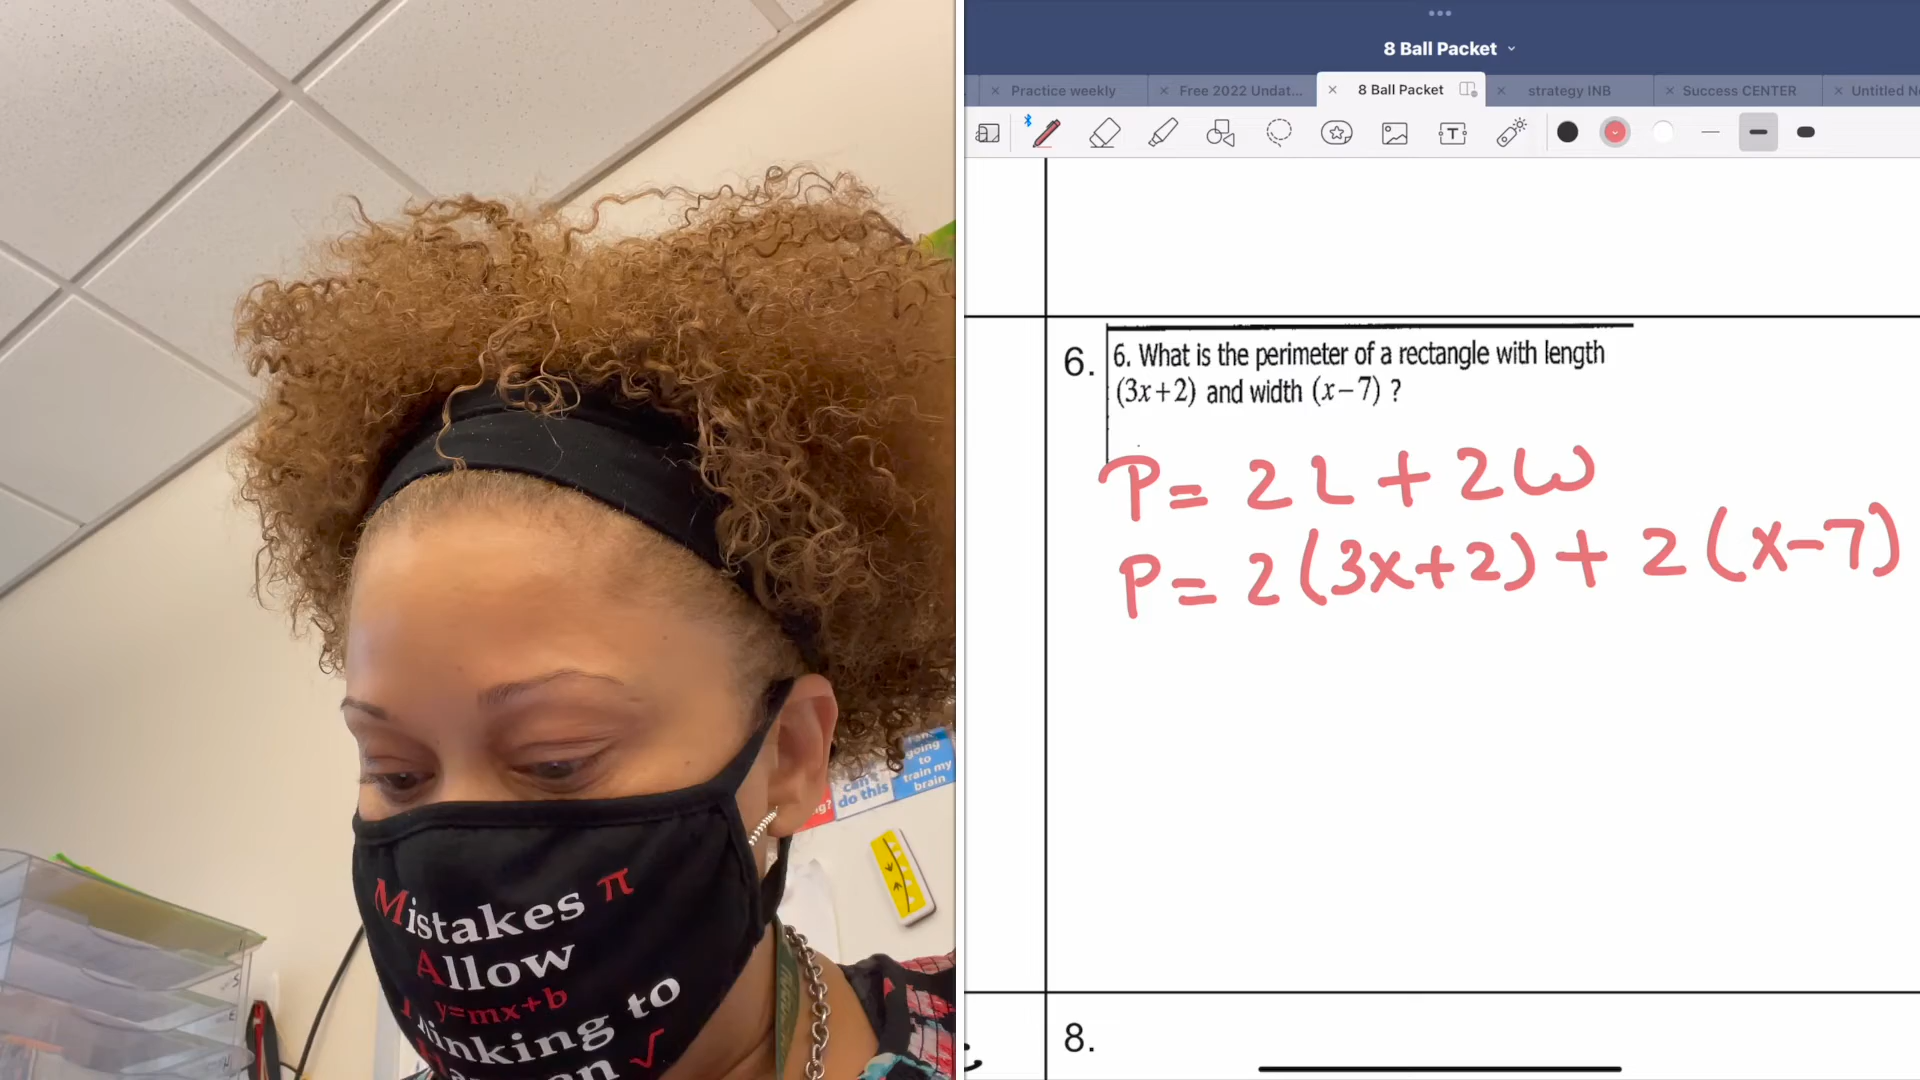 Mistakes π
Allow
y=mx+b
to
√
can't
do this
going
to
train my
brain
8 Ball Packet
Practice weekly
Free 2022 Undat...
8 Ball Packet
strategy INB
Success CENTER
Untitled N
T
6.
6. What is the perimeter of a rectangle with length
(3x+2) and width (x-7) ?
P = 2L + 2W
P = 2(3x+2) + 2(x-7)
8.